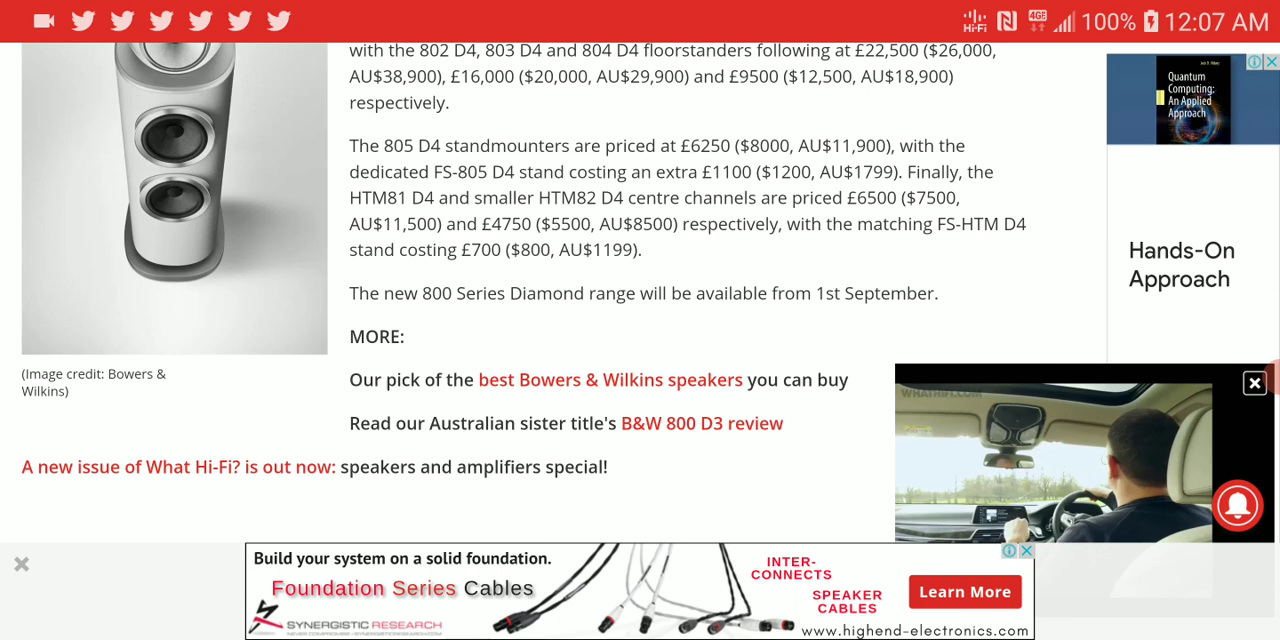 Hi-Fi 4GE 100% 12:07 AM
with the 802 D4, 803 D4 and 804 D4 floorstanders following at £22,500 ($26,000,
AU$38,900), £16,000 ($20,000, AU$29,900) and £9500 ($12,500, AU$18,900)
respectively.
The 805 D4 standmounters are priced at £6250 ($8000, AU$11,900), with the
dedicated FS-805 D4 stand costing an extra £1100 ($1200, AU$1799). Finally, the
HTM81 D4 and smaller HTM82 D4 centre channels are priced £6500 ($7500,
AU$11,500) and £4750 ($5500, AU$8500) respectively, with the matching FS-HTM D4
stand costing £700 ($800, AU$1199).
The new 800 Series Diamond range will be available from 1st September.
MORE:
(Image credit: Bowers &
Wilkins)
Our pick of the best Bowers & Wilkins speakers you can buy
Read our Australian sister title's B&W 800 D3 review
A new issue of What Hi-Fi? is out now: speakers and amplifiers special!
Quantum
Computing:
An Applied
Approach
Hands-On
Approach
WHATHIFI.COM
Build your system on a solid foundation.
Foundation Series Cables
SYNERGISTIC RESEARCH
INTER-
CONNECTS
SPEAKER
CABLES
Learn More
www.highend-electronics.com